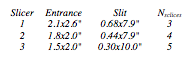 Slicer Entrance Slit Nslices
1 2.1x2.6" 0.68x7.9" 3
2 1.8x2.0" 0.44x7.9" 4
3 1.5x2.0" 0.30x10.0" 5